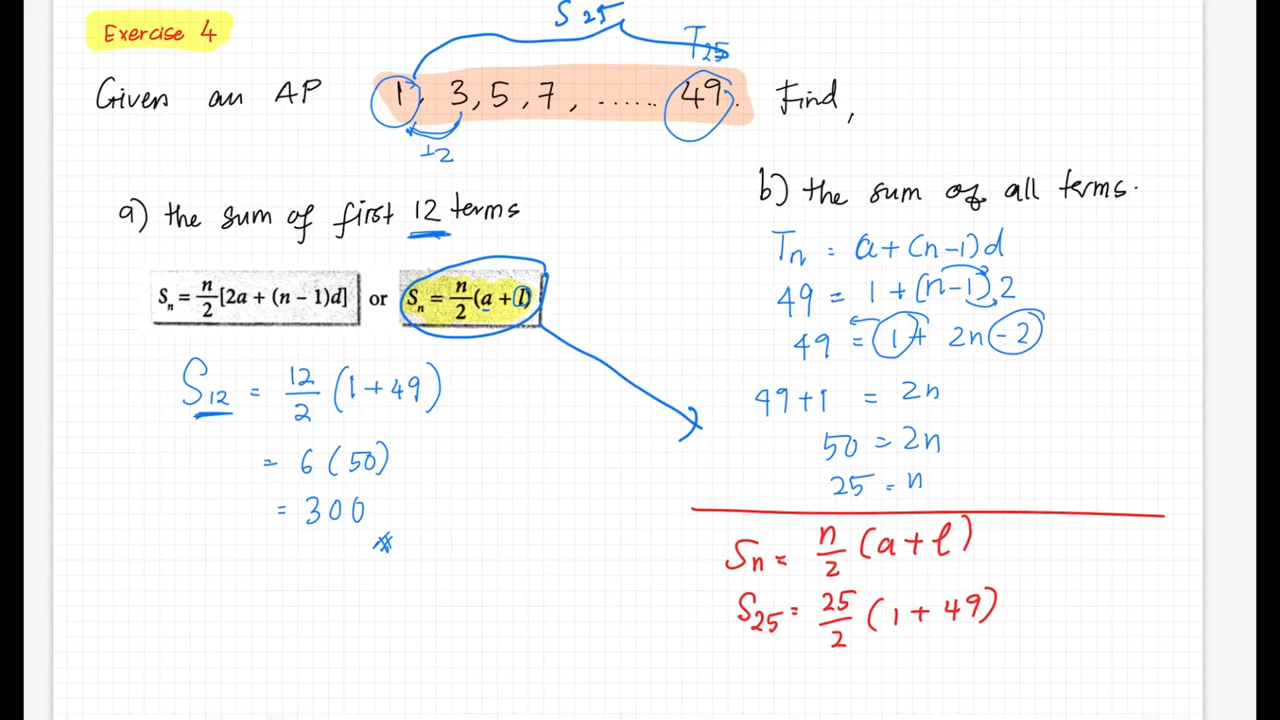 Exercise 4
S 25
T25
Given an AP 1, 3, 5, 7, ...... 49. Find,
+2
a) the sum of first 12 terms
Sn = n/2 [2a + (n − 1)d] or Sn = n/2 (a + l)
S12 = 12/2 (1 + 49)
= 6 (50)
= 300
b) the sum of all terms.
Tn = a + (n-1)d
49 = 1 + (n-1) 2
49 = 1 + 2n - 2
49 + 1 = 2n
50 = 2n
25 = n
Sn = n/2 (a + l)
S25 = 25/2 (1 + 49)